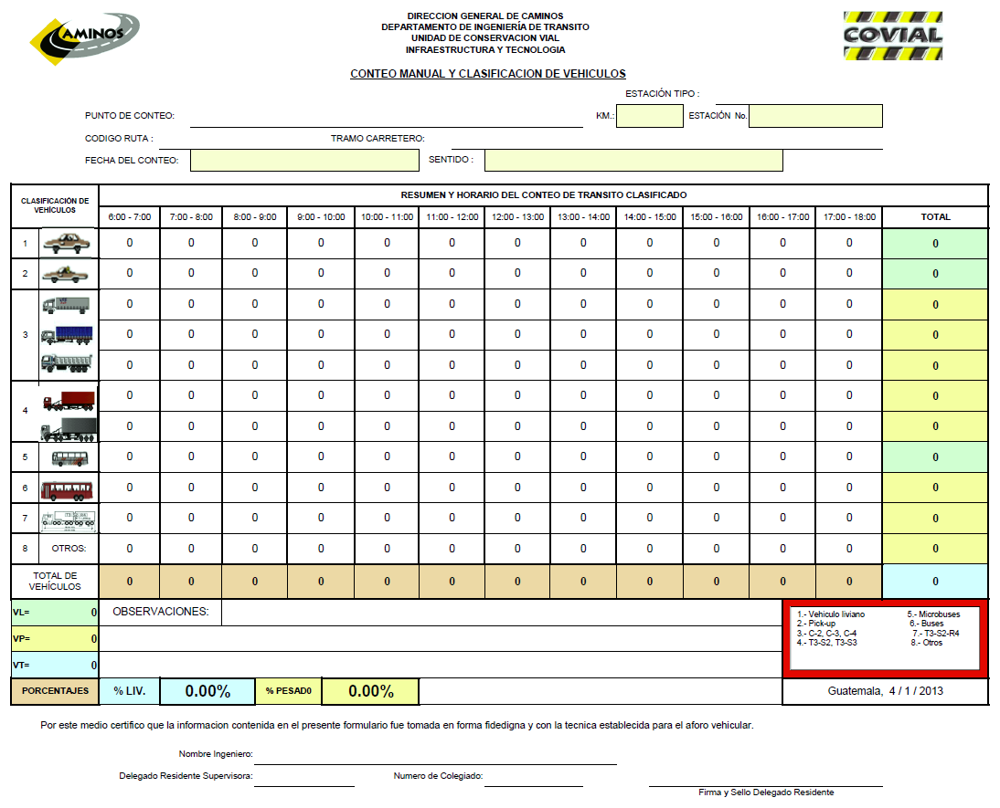 CAMINOS
DIRECCION GENERAL DE CAMINOS
DEPARTAMENTO DE INGENIERÍA DE TRANSITO
UNIDAD DE CONSERVACION VIAL
INFRAESTRUCTURA Y TECNOLOGIA
COVIAL
CONTEO MANUAL Y CLASIFICACION DE VEHICULOS
ESTACIÓN TIPO :
PUNTO DE CONTEO: KM.: ESTACIÓN No.
CODIGO RUTA : TRAMO CARRETERO:
FECHA DEL CONTEO: SENTIDO :
CLASIFICACIÓN DE VEHÍCULOS
RESUMEN Y HORARIO DEL CONTEO DE TRANSITO CLASIFICADO
6:00 - 7:00 7:00 - 8:00 8:00 - 9:00 9:00 - 10:00 10:00 - 11:00 11:00 - 12:00 12:00 - 13:00 13:00 - 14:00 14:00 - 15:00 15:00 - 16:00 16:00 - 17:00 17:00 - 18:00 TOTAL
1 0 0 0 0 0 0 0 0 0 0 0 0 0
2 0 0 0 0 0 0 0 0 0 0 0 0 0
0 0 0 0 0 0 0 0 0 0 0 0 0
3 0 0 0 0 0 0 0 0 0 0 0 0 0
0 0 0 0 0 0 0 0 0 0 0 0 0
4 0 0 0 0 0 0 0 0 0 0 0 0 0
0 0 0 0 0 0 0 0 0 0 0 0 0
5 0 0 0 0 0 0 0 0 0 0 0 0 0
6 0 0 0 0 0 0 0 0 0 0 0 0 0
7 0 0 0 0 0 0 0 0 0 0 0 0 0
8 OTROS: 0 0 0 0 0 0 0 0 0 0 0 0 0
TOTAL DE VEHÍCULOS 0 0 0 0 0 0 0 0 0 0 0 0 0
VL= 0 OBSERVACIONES:
VP= 0
VT= 0
1.- Vehiculo liviano 5.- Microbuses
2.- Pick-up 6.- Buses
3.- C-2, C-3, C-4 7.- T3-S2-R4
4.- T3-S2, T3-S3 8.- Otros
PORCENTAJES % LIV. 0.00% % PESAD0 0.00% Guatemala, 4 / 1 / 2013
Por este medio certifico que la informacion contenida en el presente formulario fue tomada en forma fidedigna y con la tecnica establecida para el aforo vehicular.
Nombre Ingeniero:
Delegado Residente Supervisora: Numero de Colegiado:
Firma y Sello Delegado Residente